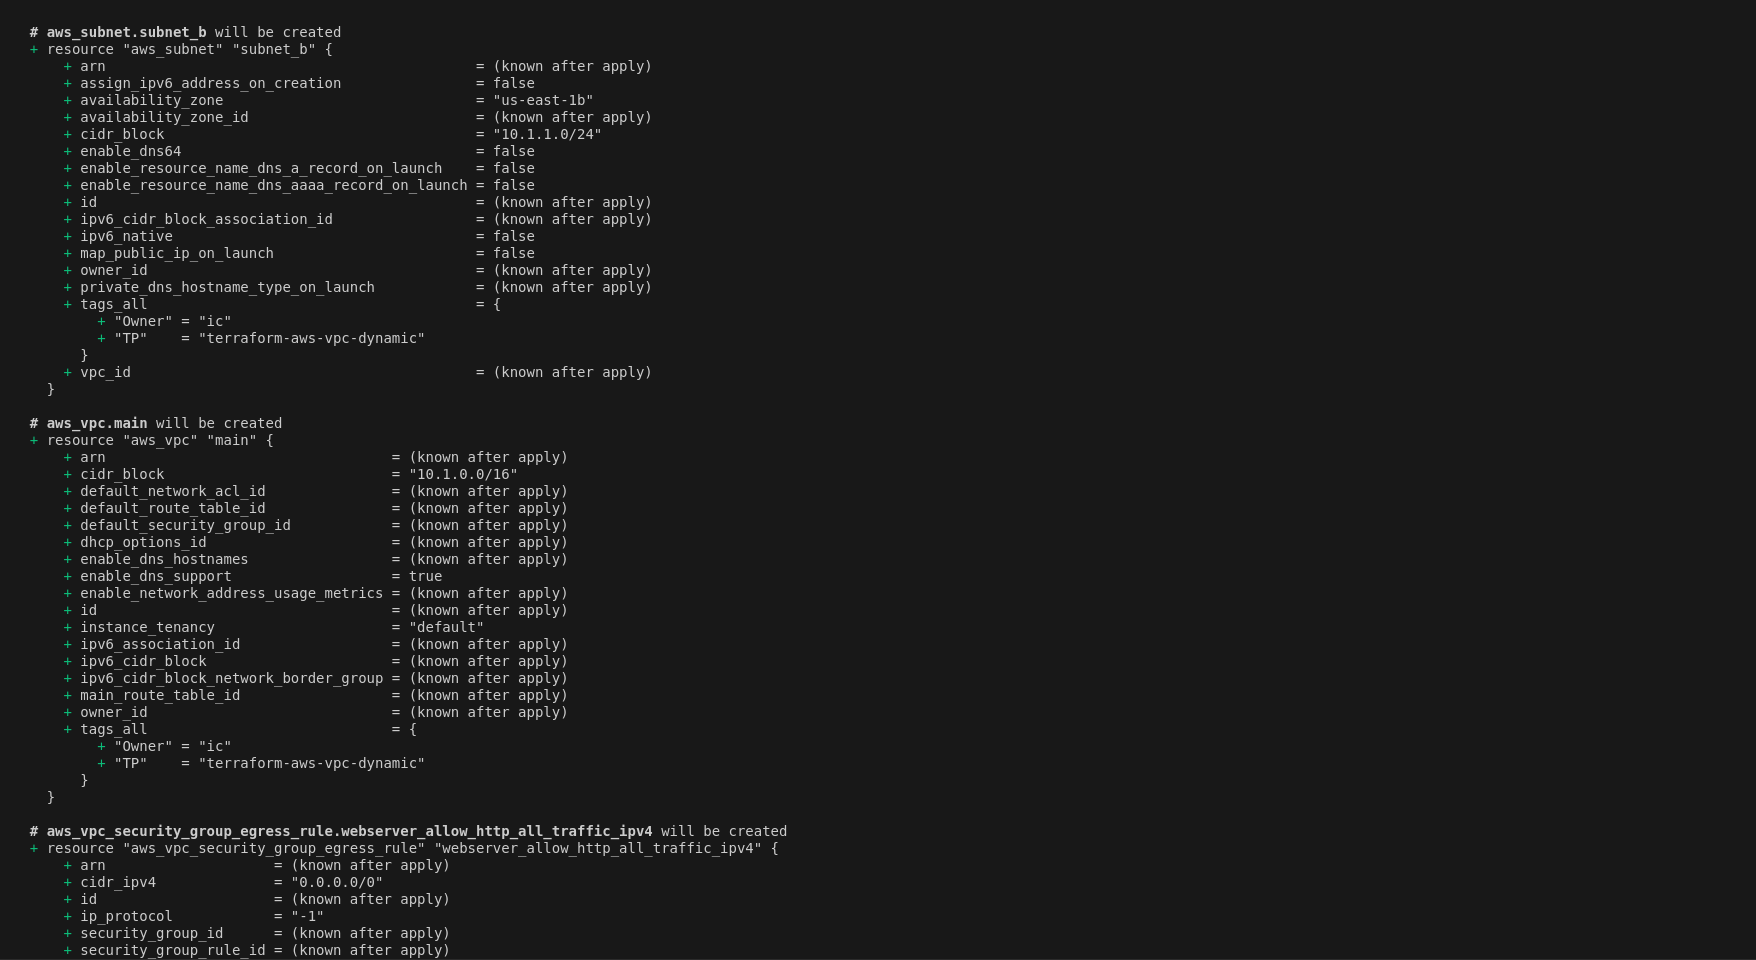 # aws_subnet.subnet_b will be created
+ resource "aws_subnet" "subnet_b" {
    + arn                                            = (known after apply)
    + assign_ipv6_address_on_creation                = false
    + availability_zone                              = "us-east-1b"
    + availability_zone_id                           = (known after apply)
    + cidr_block                                     = "10.1.1.0/24"
    + enable_dns64                                   = false
    + enable_resource_name_dns_a_record_on_launch    = false
    + enable_resource_name_dns_aaaa_record_on_launch = false
    + id                                             = (known after apply)
    + ipv6_cidr_block_association_id                 = (known after apply)
    + ipv6_native                                    = false
    + map_public_ip_on_launch                        = false
    + owner_id                                       = (known after apply)
    + private_dns_hostname_type_on_launch            = (known after apply)
    + tags_all                                       = {
        + "Owner" = "ic"
        + "TP"    = "terraform-aws-vpc-dynamic"
      }
    + vpc_id                                         = (known after apply)
  }

# aws_vpc.main will be created
+ resource "aws_vpc" "main" {
    + arn                                  = (known after apply)
    + cidr_block                           = "10.1.0.0/16"
    + default_network_acl_id               = (known after apply)
    + default_route_table_id               = (known after apply)
    + default_security_group_id            = (known after apply)
    + dhcp_options_id                      = (known after apply)
    + enable_dns_hostnames                 = (known after apply)
    + enable_dns_support                   = true
    + enable_network_address_usage_metrics = (known after apply)
    + id                                   = (known after apply)
    + instance_tenancy                     = "default"
    + ipv6_association_id                  = (known after apply)
    + ipv6_cidr_block                      = (known after apply)
    + ipv6_cidr_block_network_border_group = (known after apply)
    + main_route_table_id                  = (known after apply)
    + owner_id                             = (known after apply)
    + tags_all                             = {
        + "Owner" = "ic"
        + "TP"    = "terraform-aws-vpc-dynamic"
      }
  }

# aws_vpc_security_group_egress_rule.webserver_allow_http_all_traffic_ipv4 will be created
+ resource "aws_vpc_security_group_egress_rule" "webserver_allow_http_all_traffic_ipv4" {
    + arn                    = (known after apply)
    + cidr_ipv4              = "0.0.0.0/0"
    + id                     = (known after apply)
    + ip_protocol            = "-1"
    + security_group_id      = (known after apply)
    + security_group_rule_id = (known after apply)